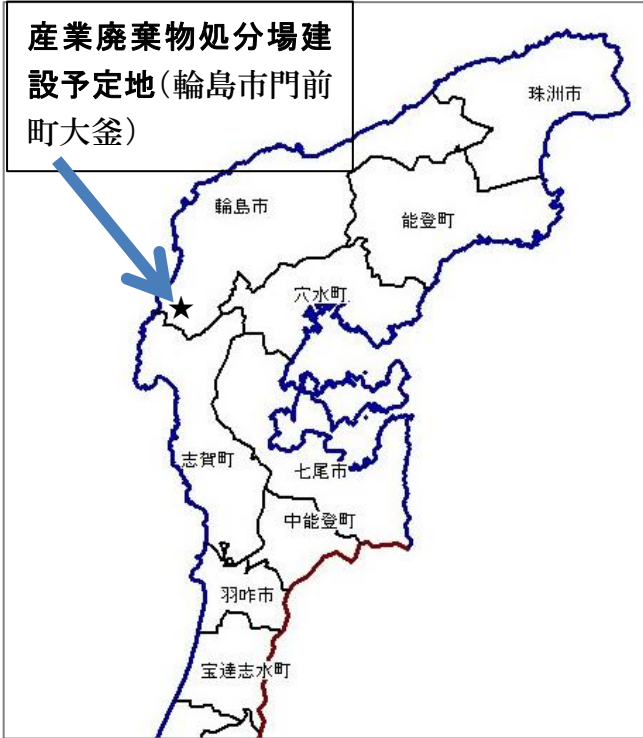 産業廃棄物処分場建
設予定地(輪島市門前
町大釜)
珠洲市
輪島市
能登町
穴水町
志賀町
七尾市
中能登町
羽咋市
宝達志水町